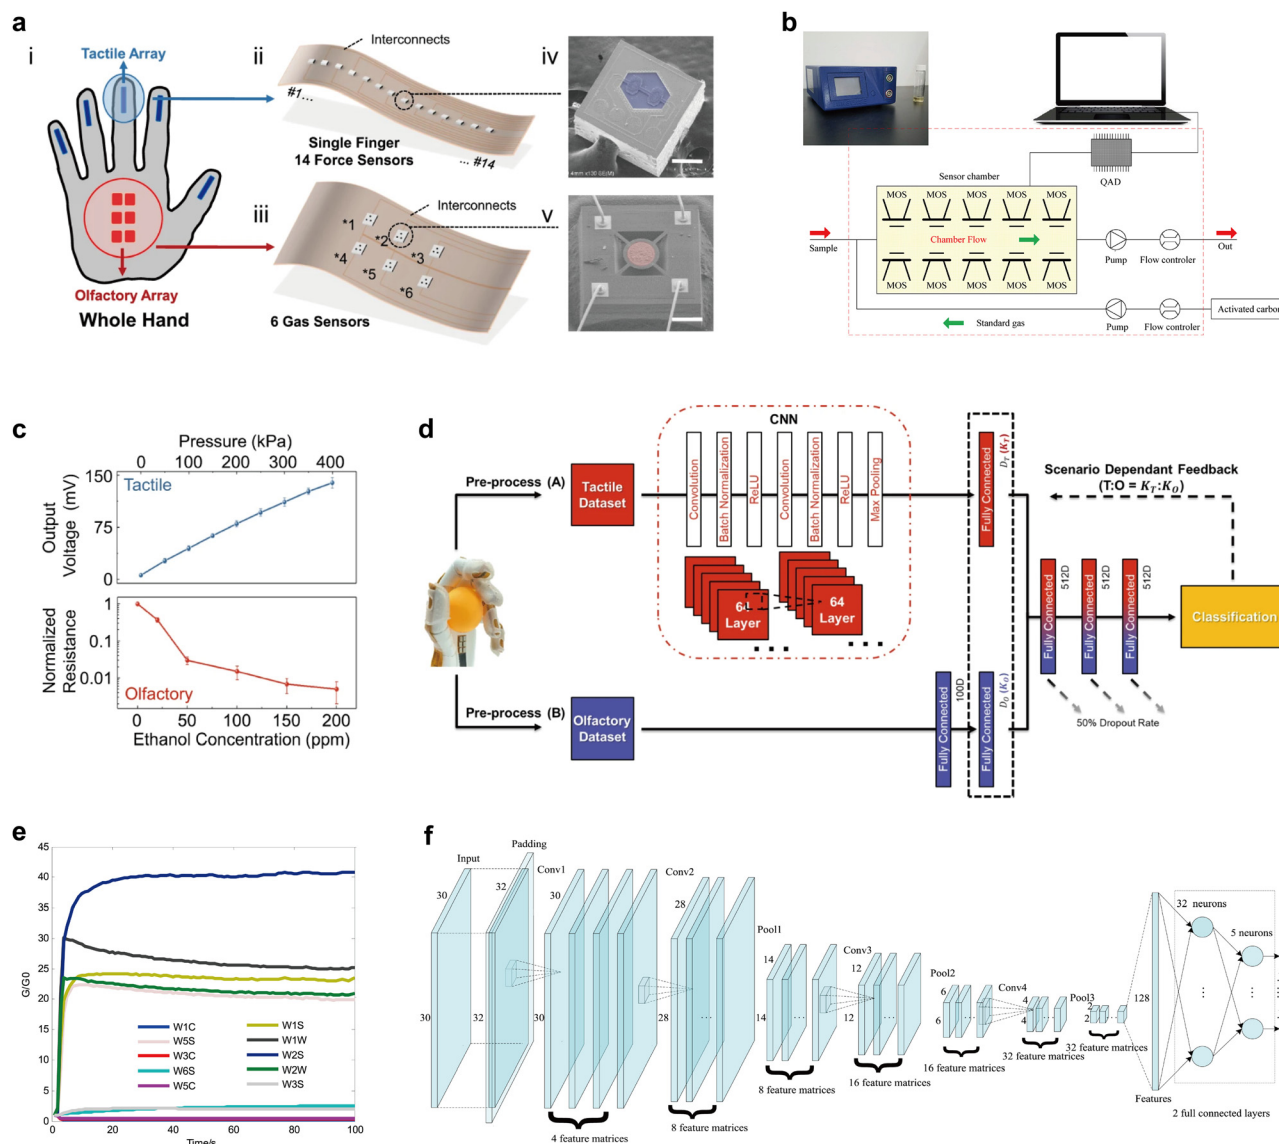 a
i
Tactile Array
Olfactory Array
Whole Hand
ii
Interconnects
#1...
Single Finger
14 Force Sensors
... #14
iii
Interconnects
*1
*2
*3
*4
*5
*6
6 Gas Sensors
iv
v
b
QAD
Sensor chamber
MOS MOS MOS MOS MOS
Sample
Chamber Flow
Pump
Flow controler
Out
MOS MOS MOS MOS MOS
Standard gas
Pump
Flow controler
Activated carbon
c
Pressure (kPa)
0 100 200 300 400
Output
Voltage (mV)
150
75
0
Tactile
Normalized
Resistance
1
0.1
0.01
Olfactory
0 50 100 150 200
Ethanol Concentration (ppm)
d
CNN
Pre-process (A)
Tactile
Dataset
Convolution
Batch Normalization
ReLU
Convolution
Batch Normalization
ReLU
Max Pooling
64
Layer
64
Layer
Fully Connected
D_T (K_T)
Scenario Dependant Feedback
(T:O = K_T:K_O)
Pre-process (B)
Olfactory
Dataset
Fully Connected
100D
Fully Connected
D_O (K_O)
Fully Connected
512D
Fully Connected
512D
Fully Connected
512D
50% Dropout Rate
Classification
e
G/G0
45
40
35
30
25
20
15
10
5
0
W1C
W5S
W3C
W6S
W5C
W1S
W1W
W2S
W2W
W3S
0 20 40 60 80 100
Time/s
f
Input
30
30
Padding
32
32
Conv1
30
30
4 feature matrices
Conv2
28
28
8 feature matrices
Pool1
14
14
8 feature matrices
Conv3
12
12
16 feature matrices
Pool2
6
6
16 feature matrices
Conv4
4
4
32 feature matrices
Pool3
2
2
32 feature matrices
128
Features
32 neurons
5 neurons
2 full connected layers